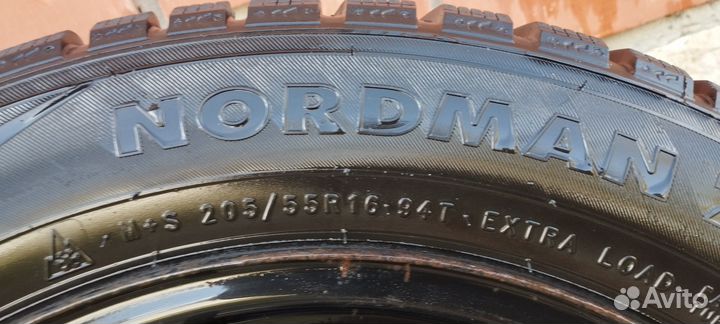 NORDMAN
M+S 205/55R16 94T EXTRA LOAD
Avito